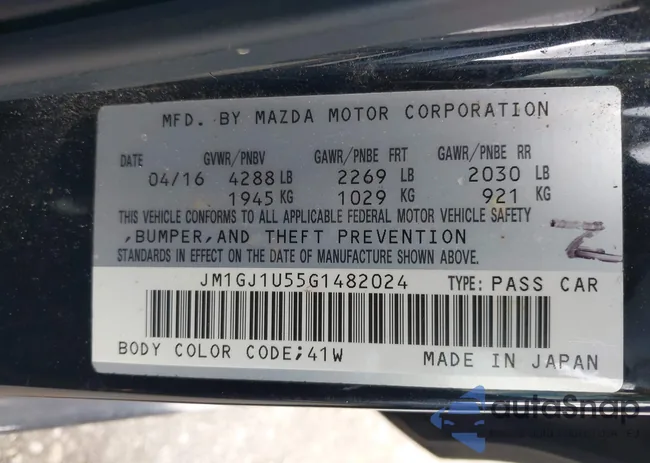 MFD. BY MAZDA MOTOR CORPORATION
DATE GVWR/PNBV GAWR/PNBE FRT GAWR/PNBE RR
04/16 4288 LB 2269 LB 2030 LB
1945 KG 1029 KG 921 KG
THIS VEHICLE CONFORMS TO ALL APPLICABLE FEDERAL MOTOR VEHICLE SAFETY
,BUMPER,AND THEFT PREVENTION
STANDARDS IN EFFECT ON THE DATE OF MANUFACTURE SHOWN ABOVE.
JM1GJ1U55G1482024 TYPE: PASS CAR
BODY COLOR CODE;41W MADE IN JAPAN
autoSnap